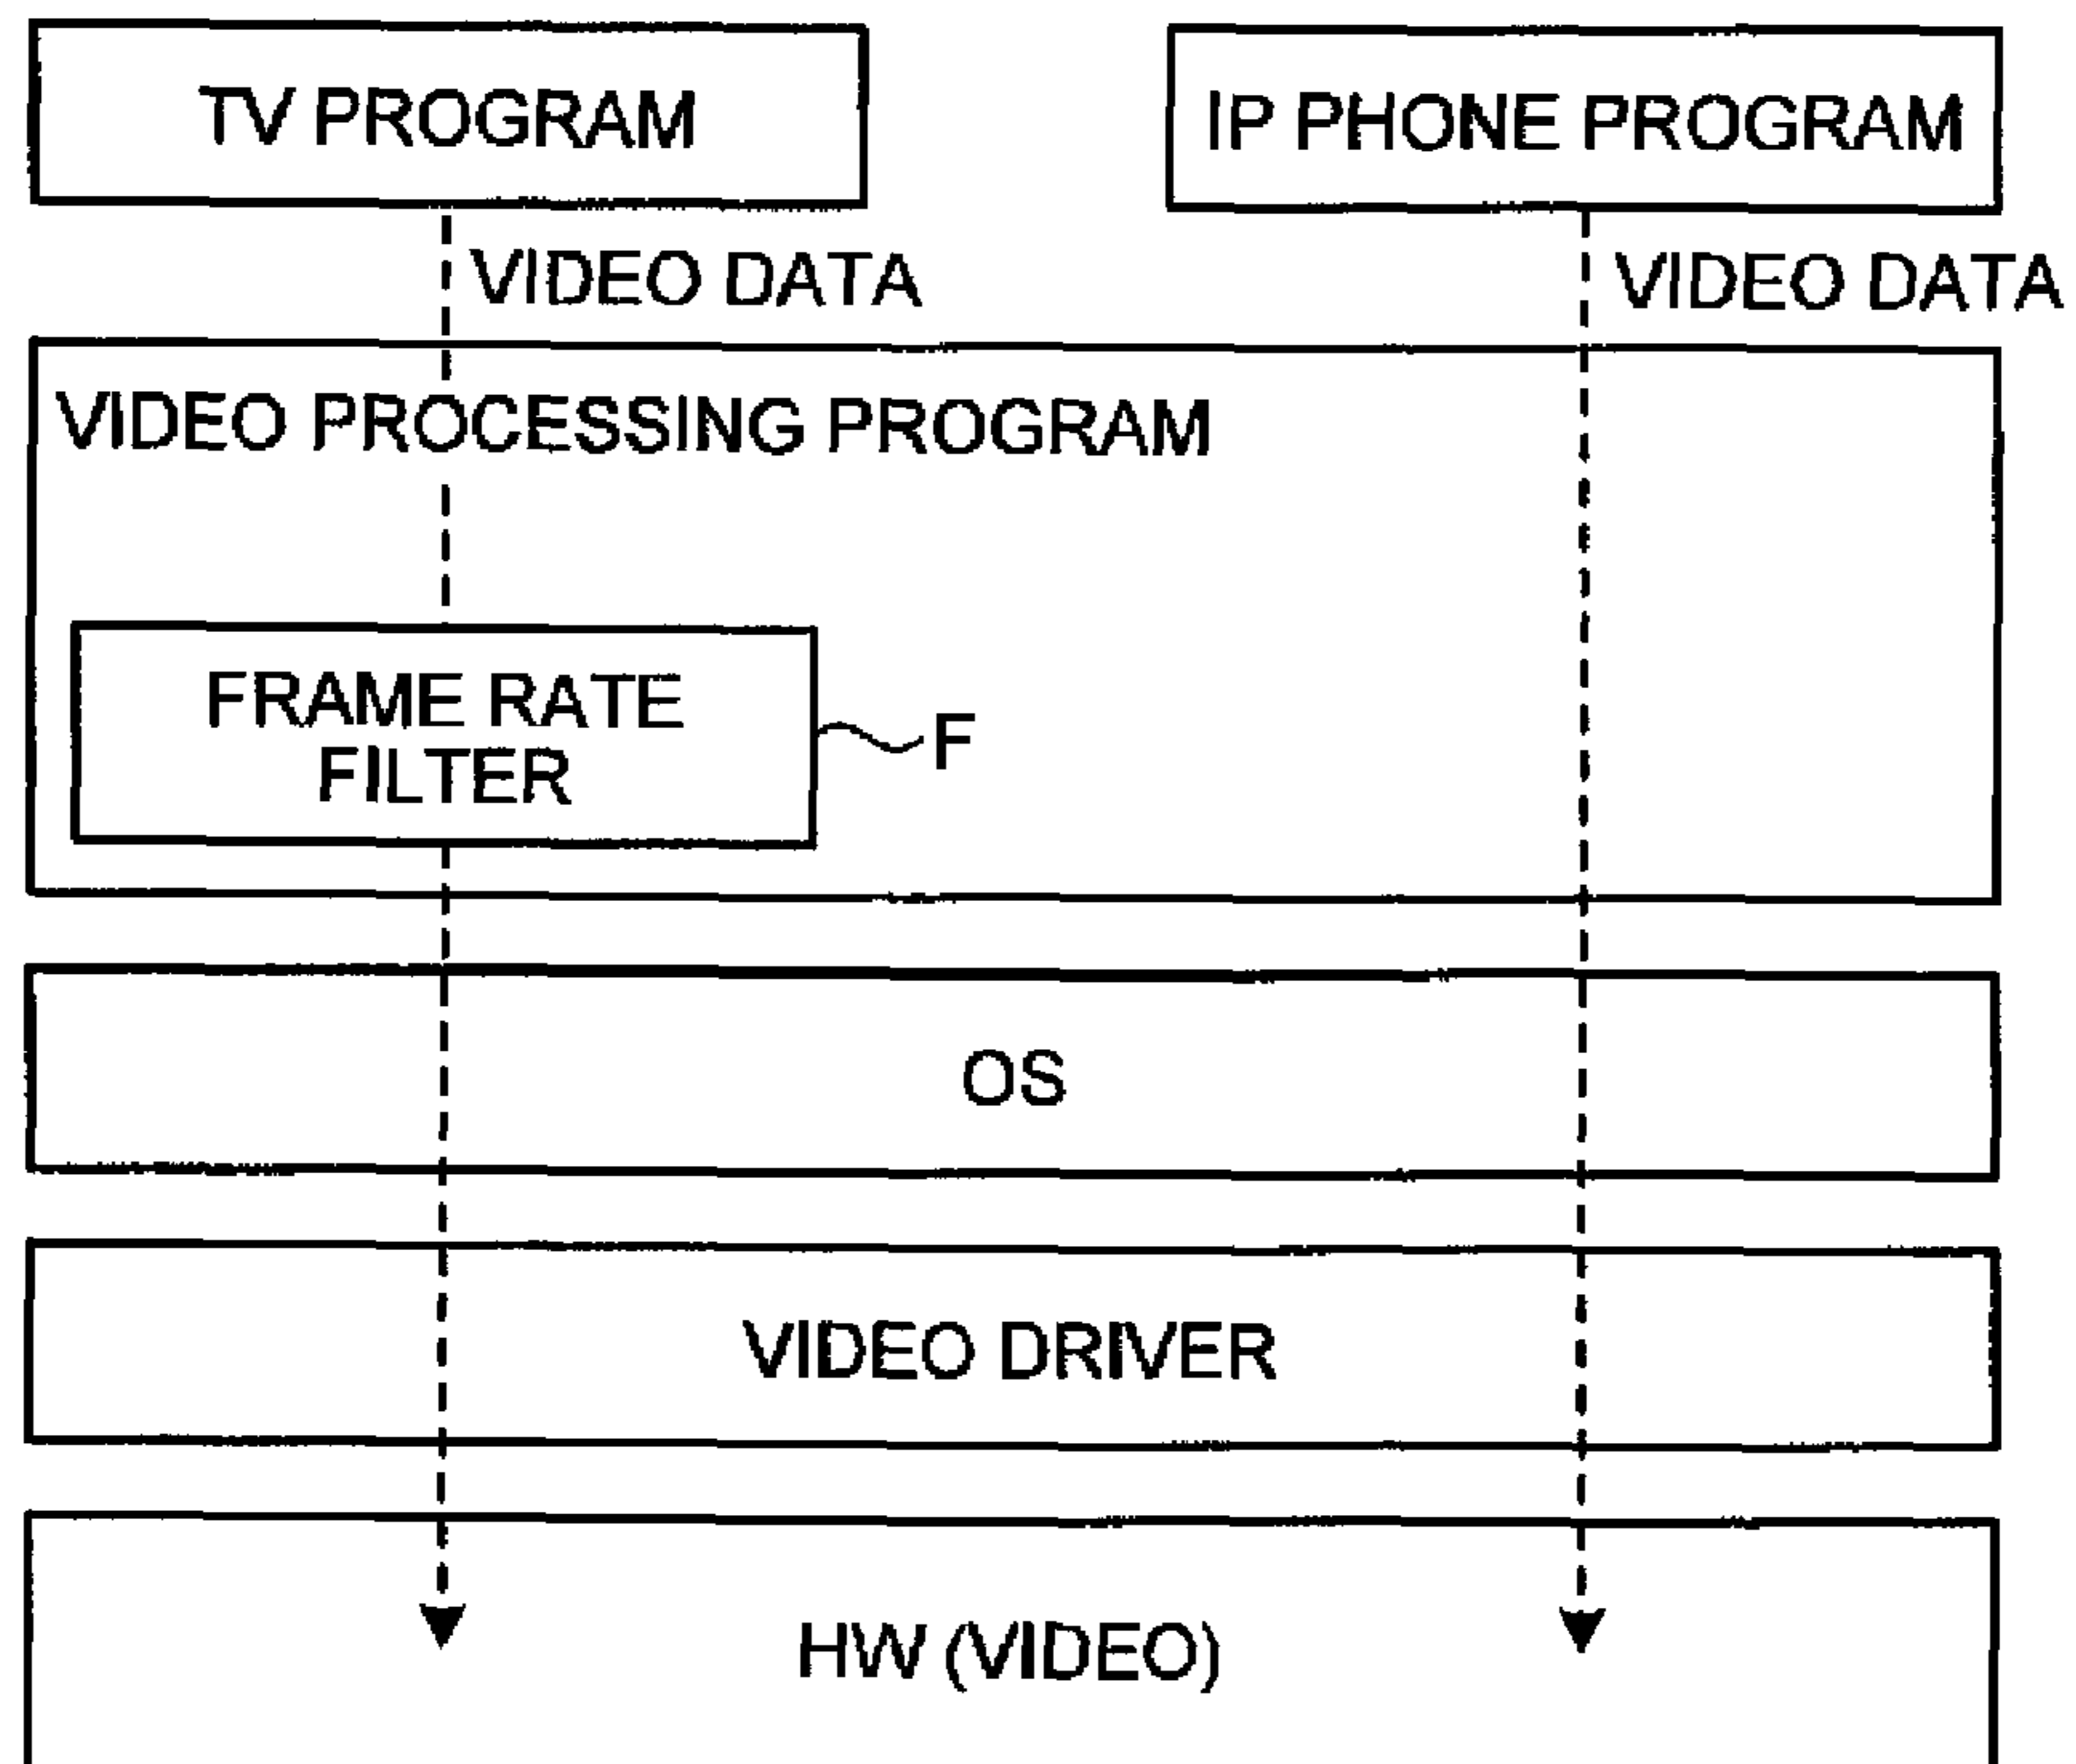 TV PROGRAM
IP PHONE PROGRAM
VIDEO DATA
VIDEO DATA
VIDEO PROCESSING PROGRAM
FRAME RATE
FILTER
F
OS
VIDEO DRIVER
HW (VIDEO)